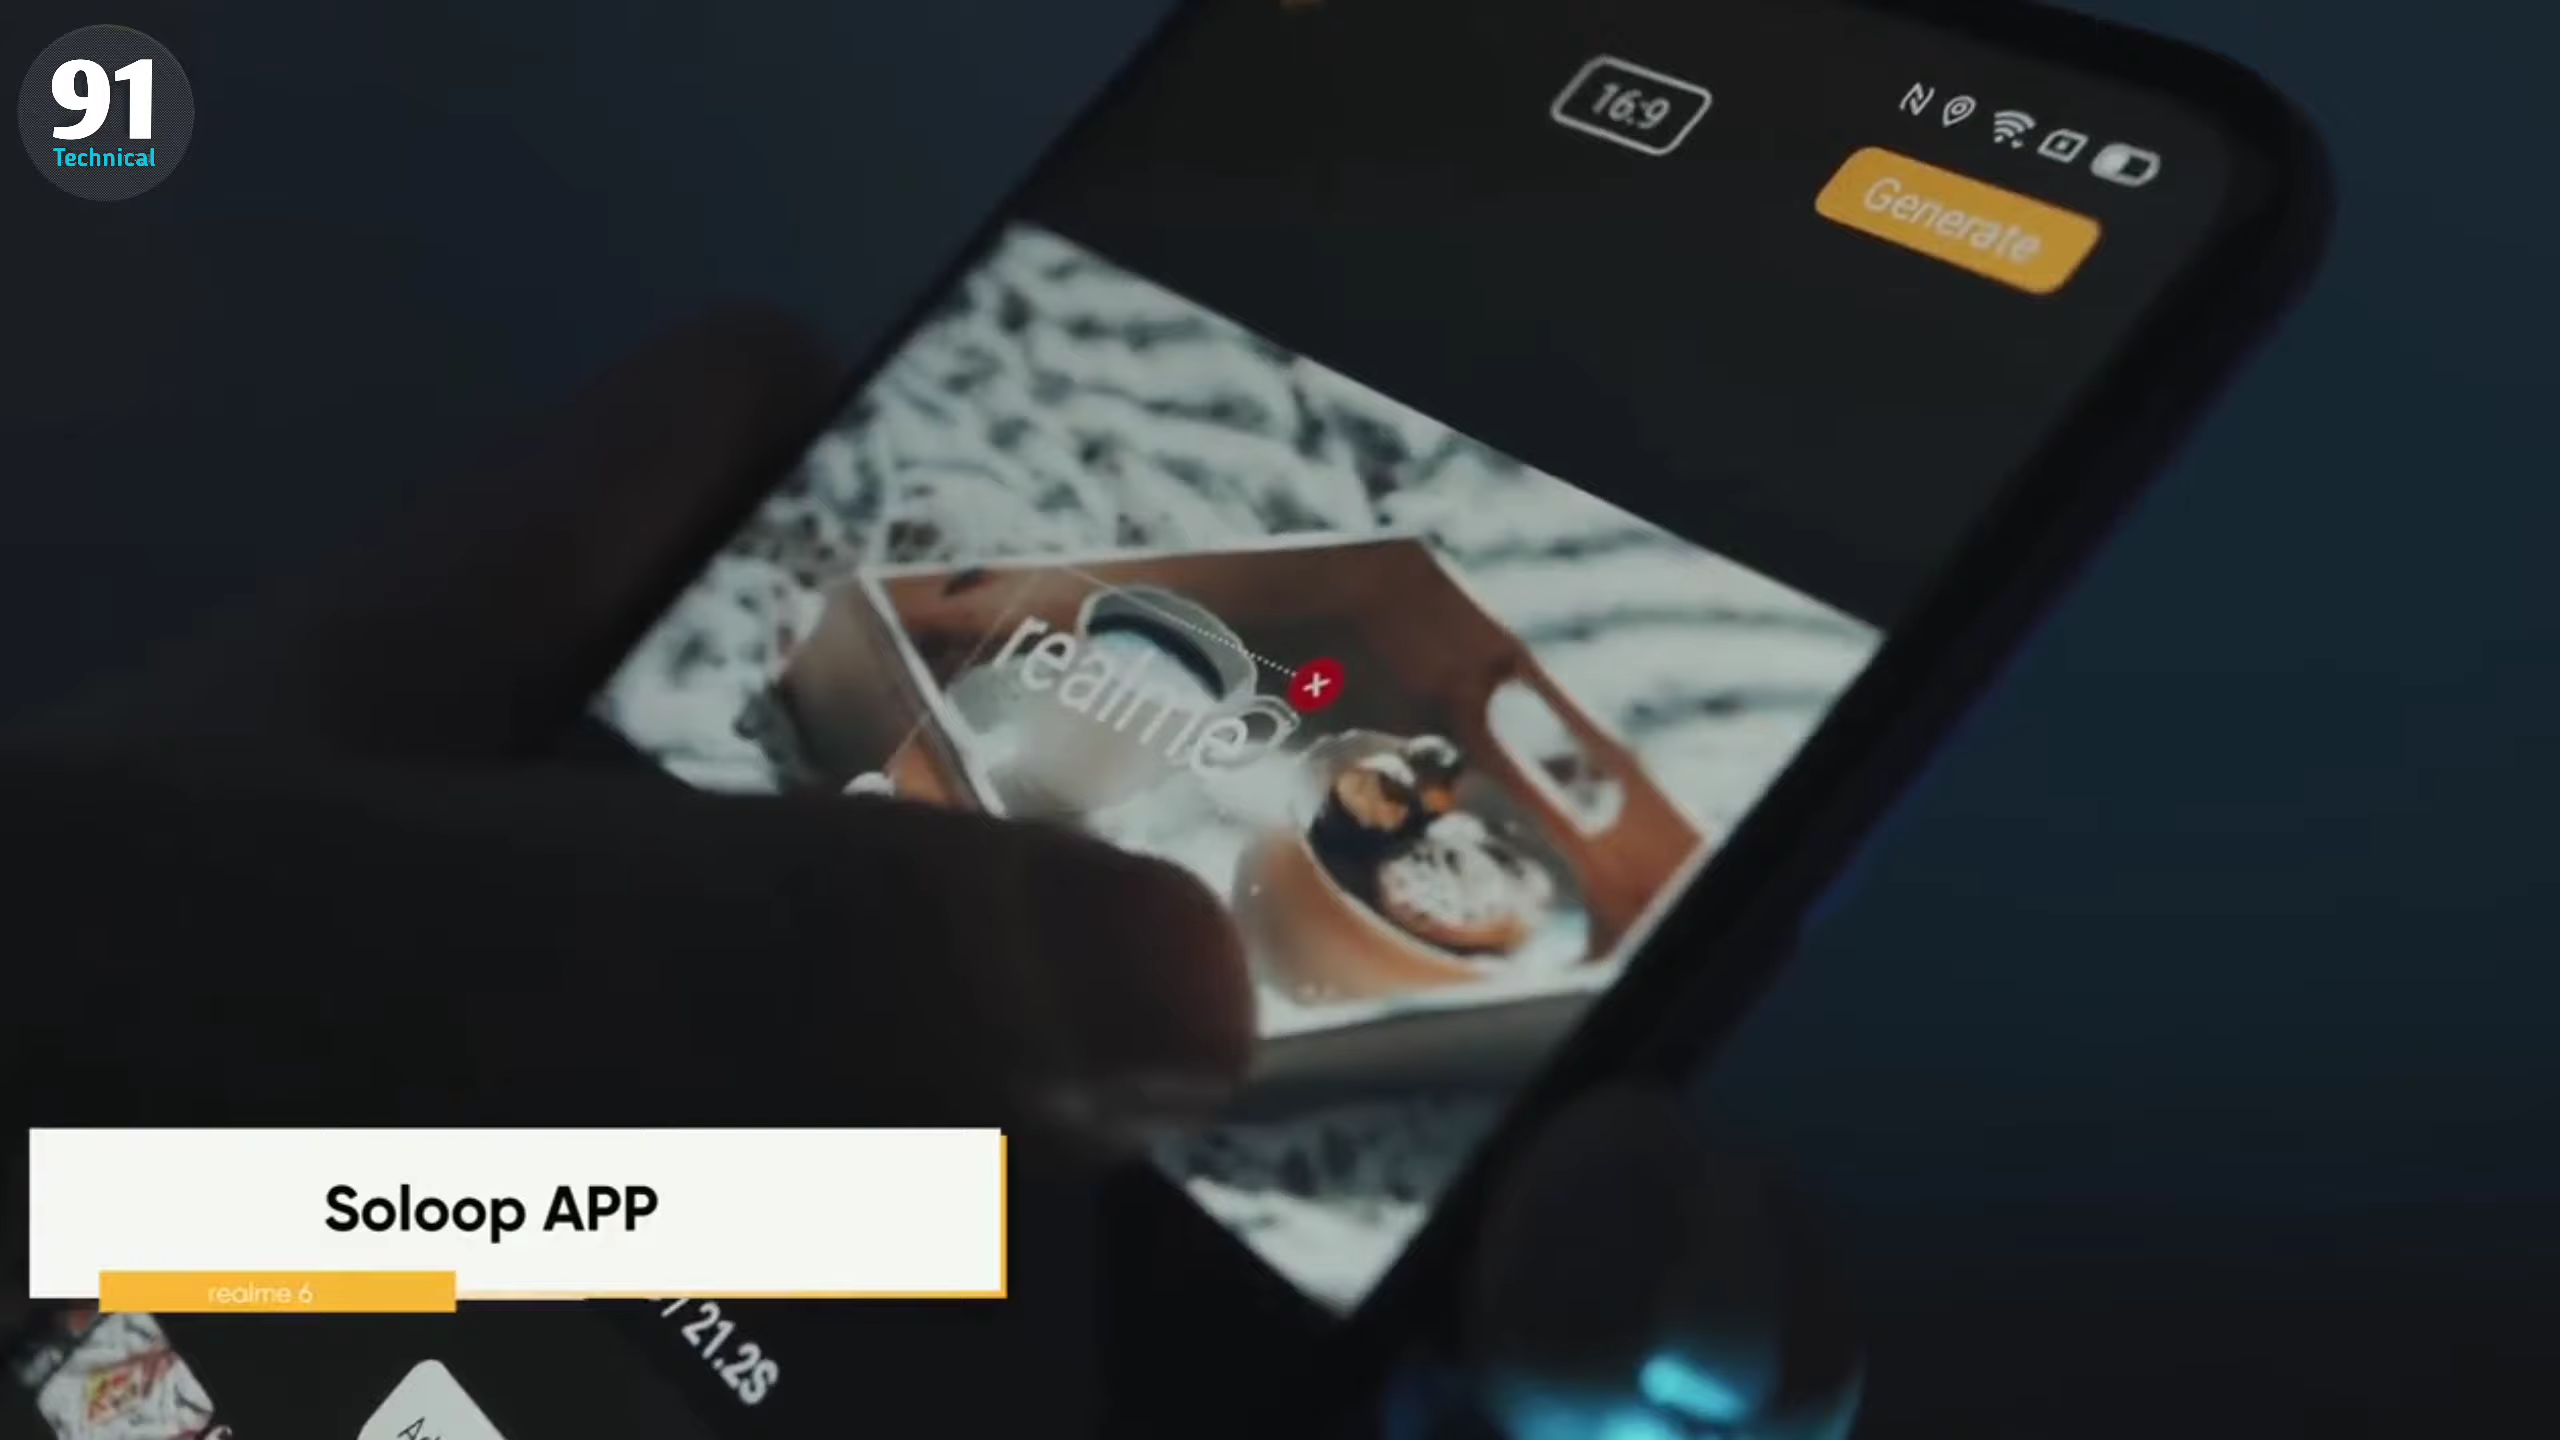 91
Technical
16:9
Generate
realme
Soloop APP
realme 6
21.2S